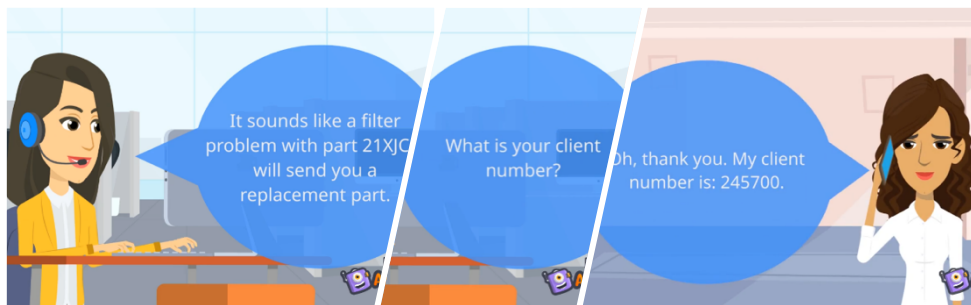 It sounds like a filter
problem with part 21XJC
will send you a
replacement part.
What is your client
number?
Oh, thank you. My client
number is: 245700.